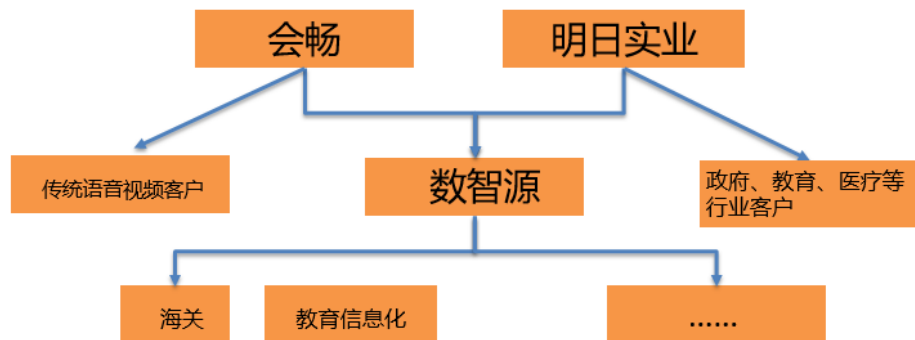 会畅
明日实业
传统语音视频客户
数智源
政府、教育、医疗等
行业客户
海关
教育信息化
......